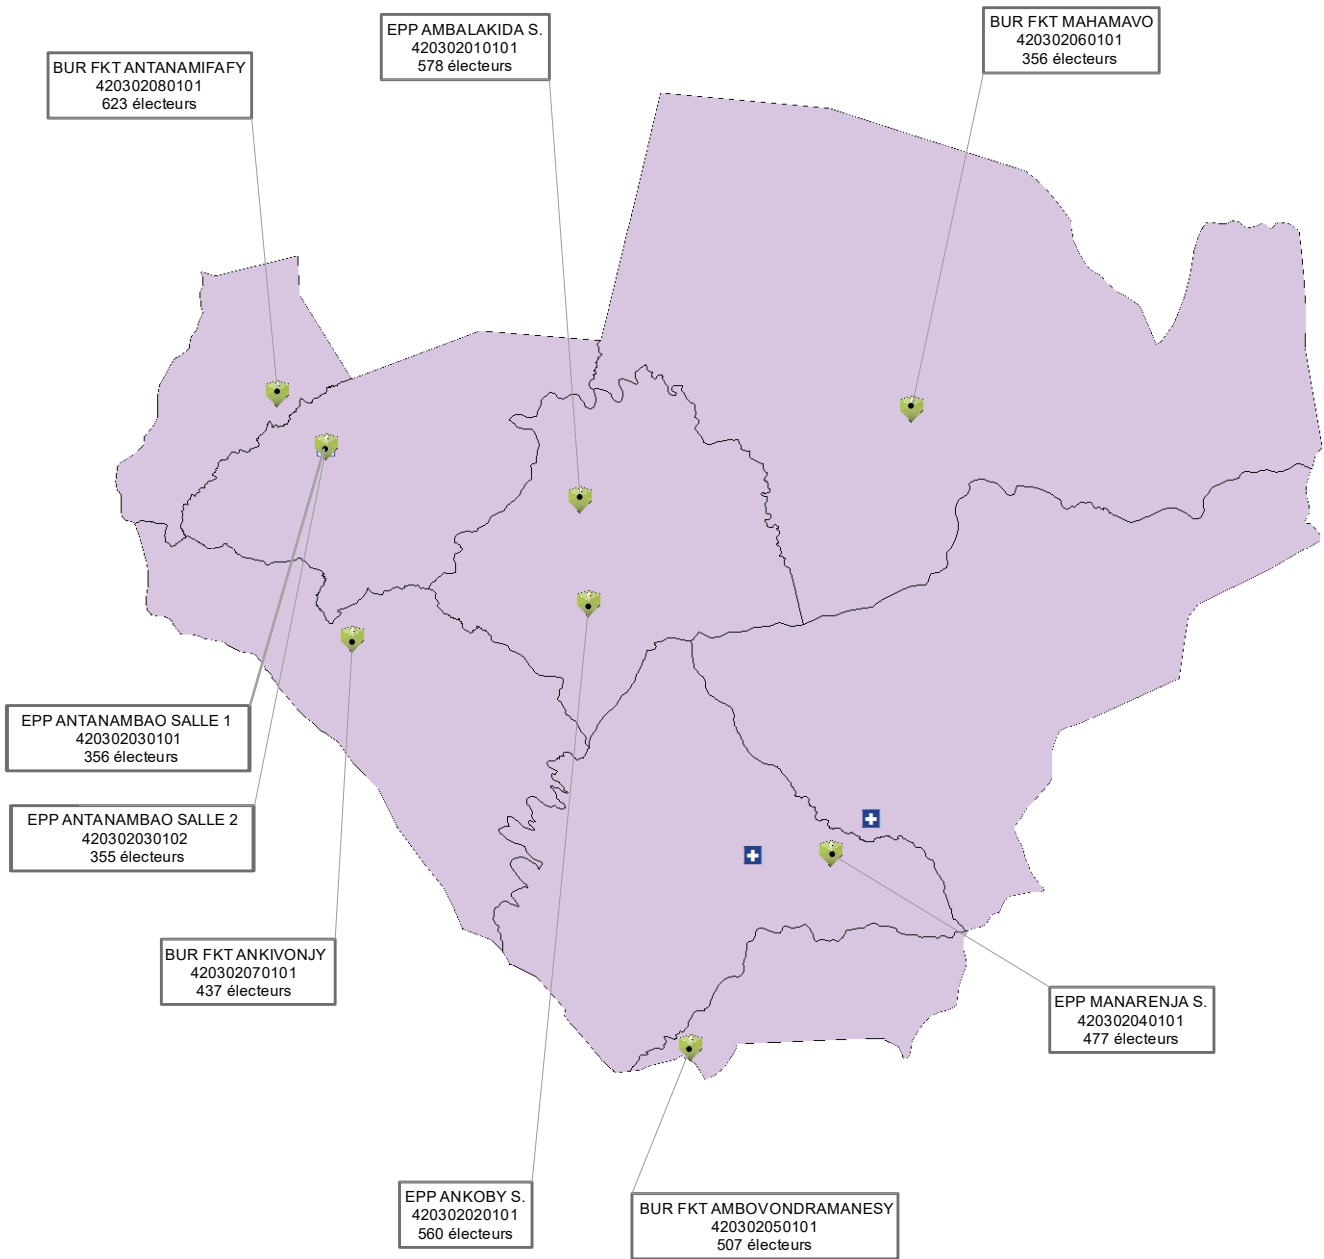 BUR FKT MAHAMAVO
420302060101
356 électeurs
EPP AMBALAKIDA S.
420302010101
578 électeurs
BUR FKT ANTANAMIFAFY
420302080101
623 électeurs
EPP ANTANAMBAO SALLE 1
420302030101
356 électeurs
EPP ANTANAMBAO SALLE 2
420302030102
355 électeurs
BUR FKT ANKIVONJY
420302070101
437 électeurs
EPP MANARENJA S.
420302040101
477 électeurs
EPP ANKOBY S.
420302020101
560 électeurs
BUR FKT AMBOVONDRAMANESY
420302050101
507 électeurs